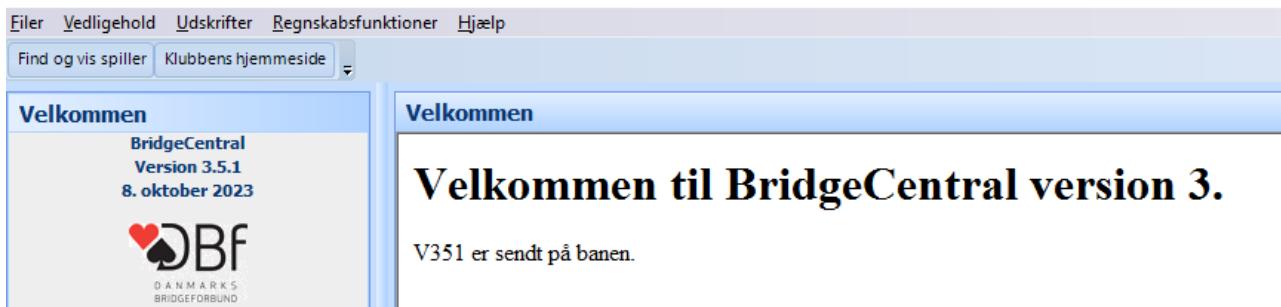 Filer Vedligehold Udskrifter Regnskabsfunktioner Hjælp
Find og vis spiller Klubbens hjemmeside
Velkommen
BridgeCentral
Version 3.5.1
8. oktober 2023
DBf
DANMARKS
BRIDGEFORBUND
Velkommen
Velkommen til BridgeCentral version 3.
V351 er sendt på banen.